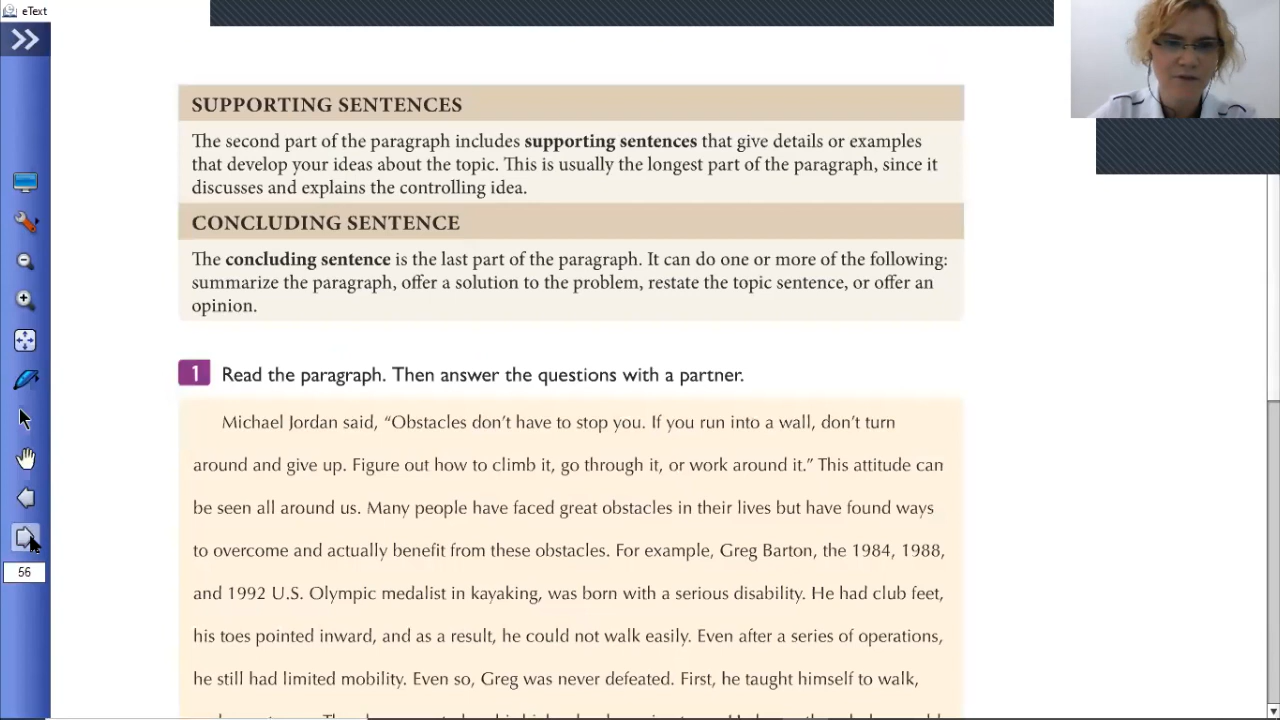 eText
SUPPORTING SENTENCES
The second part of the paragraph includes supporting sentences that give details or examples
that develop your ideas about the topic. This is usually the longest part of the paragraph, since it
discusses and explains the controlling idea.
CONCLUDING SENTENCE
The concluding sentence is the last part of the paragraph. It can do one or more of the following:
summarize the paragraph, offer a solution to the problem, restate the topic sentence, or offer an
opinion.
1 Read the paragraph. Then answer the questions with a partner.
Michael Jordan said, “Obstacles don’t have to stop you. If you run into a wall, don’t turn
around and give up. Figure out how to climb it, go through it, or work around it.” This attitude can
be seen all around us. Many people have faced great obstacles in their lives but have found ways
to overcome and actually benefit from these obstacles. For example, Greg Barton, the 1984, 1988,
and 1992 U.S. Olympic medalist in kayaking, was born with a serious disability. He had club feet,
his toes pointed inward, and as a result, he could not walk easily. Even after a series of operations,
he still had limited mobility. Even so, Greg was never defeated. First, he taught himself to walk,
56